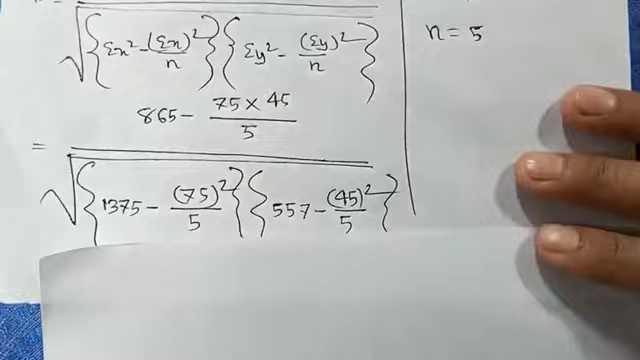 √{Σx² - (Σx)²/n}{Σy² - (Σy)²/n}
n = 5
865 - 75 × 45/5
=
√{1375 - (75)²/5}{557 - (45)²/5}